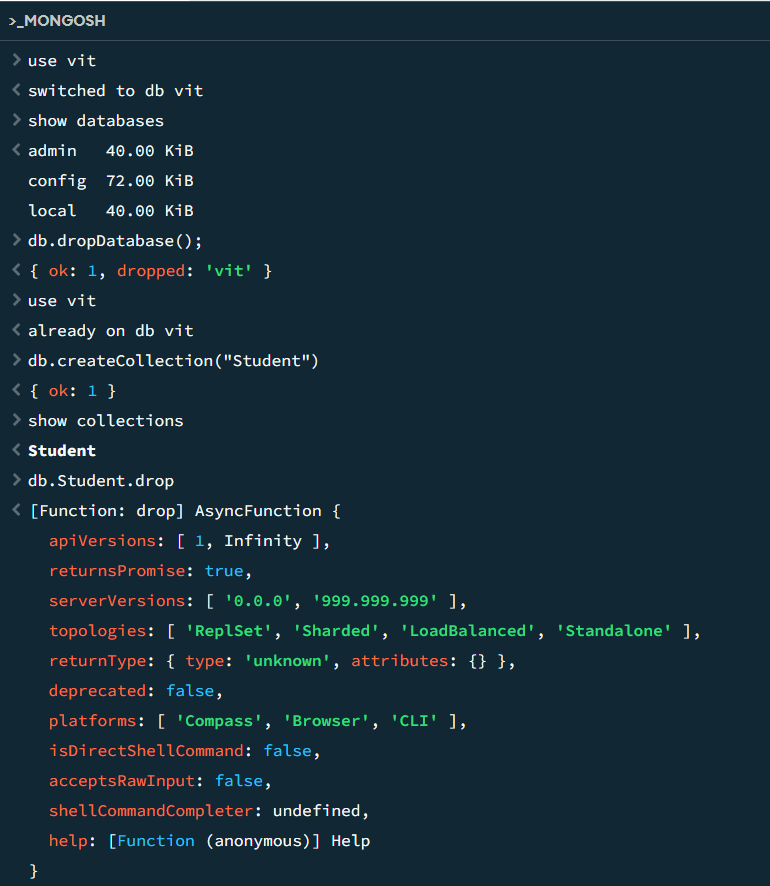 >_MONGOSH
> use vit
< switched to db vit
> show databases
< admin   40.00 KiB
config  72.00 KiB
local   40.00 KiB
> db.dropDatabase();
< { ok: 1, dropped: 'vit' }
> use vit
< already on db vit
> db.createCollection("Student")
< { ok: 1 }
> show collections
< Student
> db.Student.drop
< [Function: drop] AsyncFunction {
  apiVersions: [ 1, Infinity ],
  returnsPromise: true,
  serverVersions: [ '0.0.0', '999.999.999' ],
  topologies: [ 'ReplSet', 'Sharded', 'LoadBalanced', 'Standalone' ],
  returnType: { type: 'unknown', attributes: {} },
  deprecated: false,
  platforms: [ 'Compass', 'Browser', 'CLI' ],
  isDirectShellCommand: false,
  acceptsRawInput: false,
  shellCommandCompleter: undefined,
  help: [Function (anonymous)] Help
}